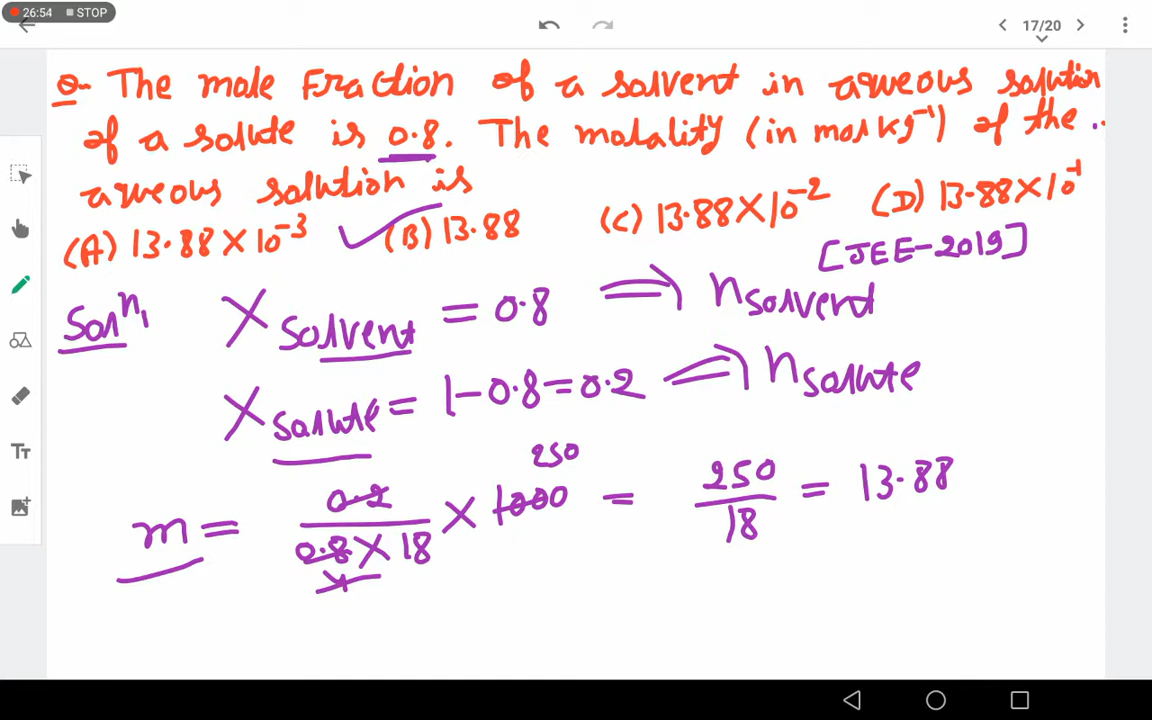 26:54 STOP
17/20
Q- The mole Fraction of a solvent in aqueous solution
of a solute is 0.8. The molality (in mol kg⁻¹) of the ..
aqueous solution is
(A) 13.88×10⁻³ (B) 13.88 (C) 13.88×10⁻² (D) 13.88×10⁻¹
[JEE-2019]
Solⁿ, X solvent = 0.8 ⟹ n solvent
X solute = 1-0.8=0.2 ⟹ n solute
m = 0.2 / 0.8×18 × 1000 = 250/18 = 13.88
250
4
Tт